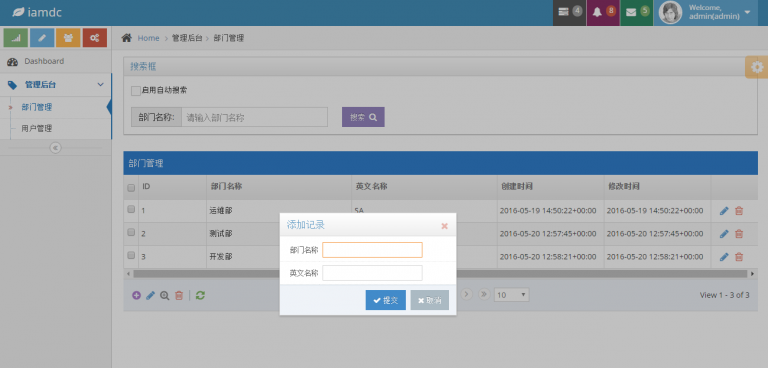 iamdc
4
8
5
Welcome,
admin(admin)
Home > 管理后台 > 部门管理
Dashboard
管理后台
部门管理
用户管理
搜索框
启用自动搜索
部门名称:
请输入部门名称
搜索
部门管理
ID 部门名称 英文名称 创建时间 修改时间
1 运维部 SA 2016-05-19 14:50:22+00:00 2016-05-19 14:50:22+00:00
2 测试部 2016-05-20 12:57:45+00:00 2016-05-20 12:57:45+00:00
3 开发部 2016-05-20 12:58:21+00:00 2016-05-20 12:58:21+00:00
添加记录
部门名称
英文名称
提交
取消
10
View 1 - 3 of 3